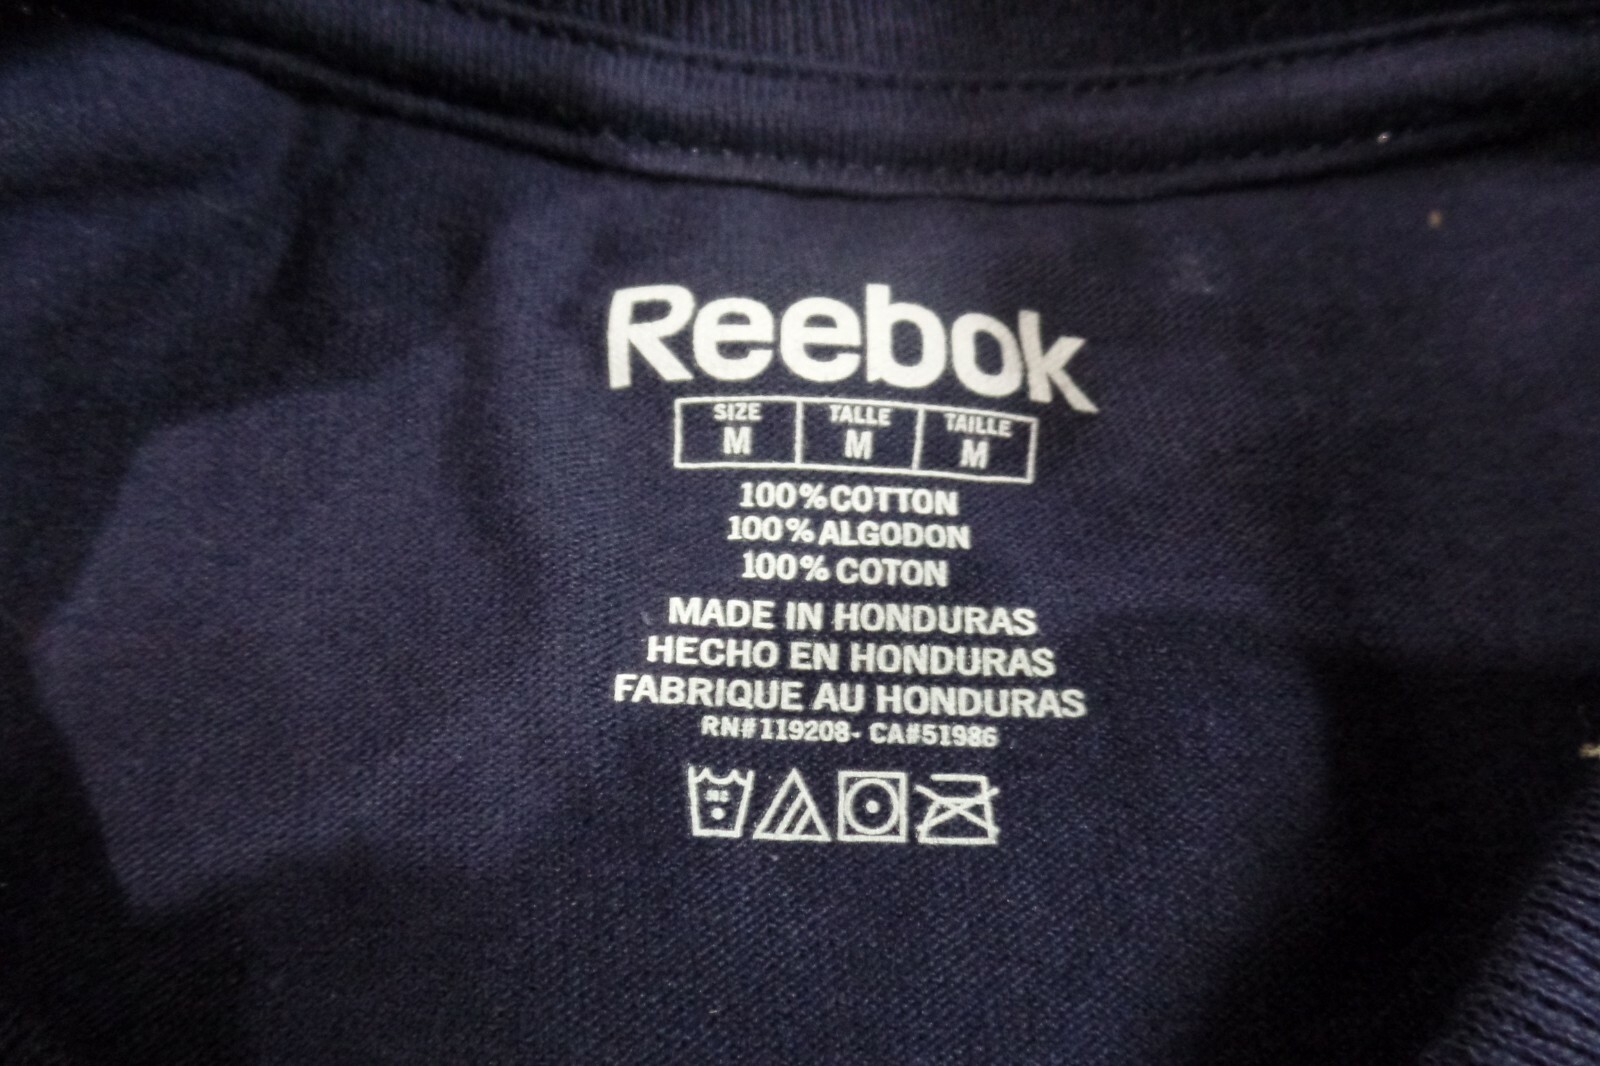 Reebok
SIZE TALLE TAILLE
M M M
100% COTTON
100% ALGODON
100% COTON
MADE IN HONDURAS
HECHO EN HONDURAS
FABRIQUE AU HONDURAS
RN#119208- CA#51986